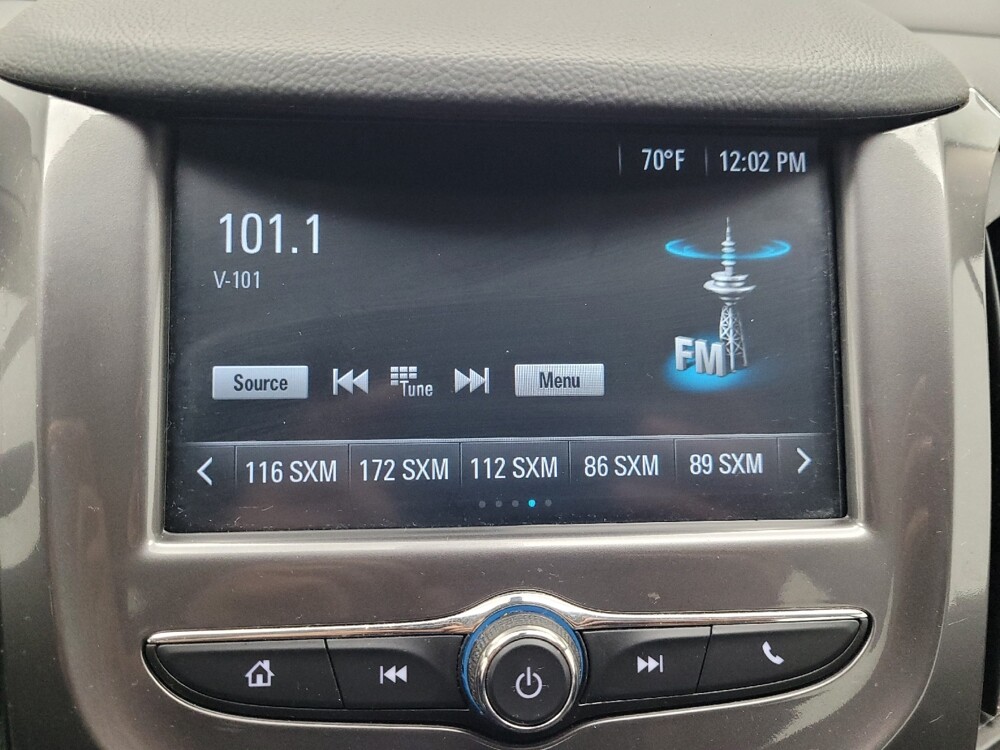 70°F 12:02 PM
101.1
V-101
FM
Source Tune Menu
116 SXM 172 SXM 112 SXM 86 SXM 89 SXM